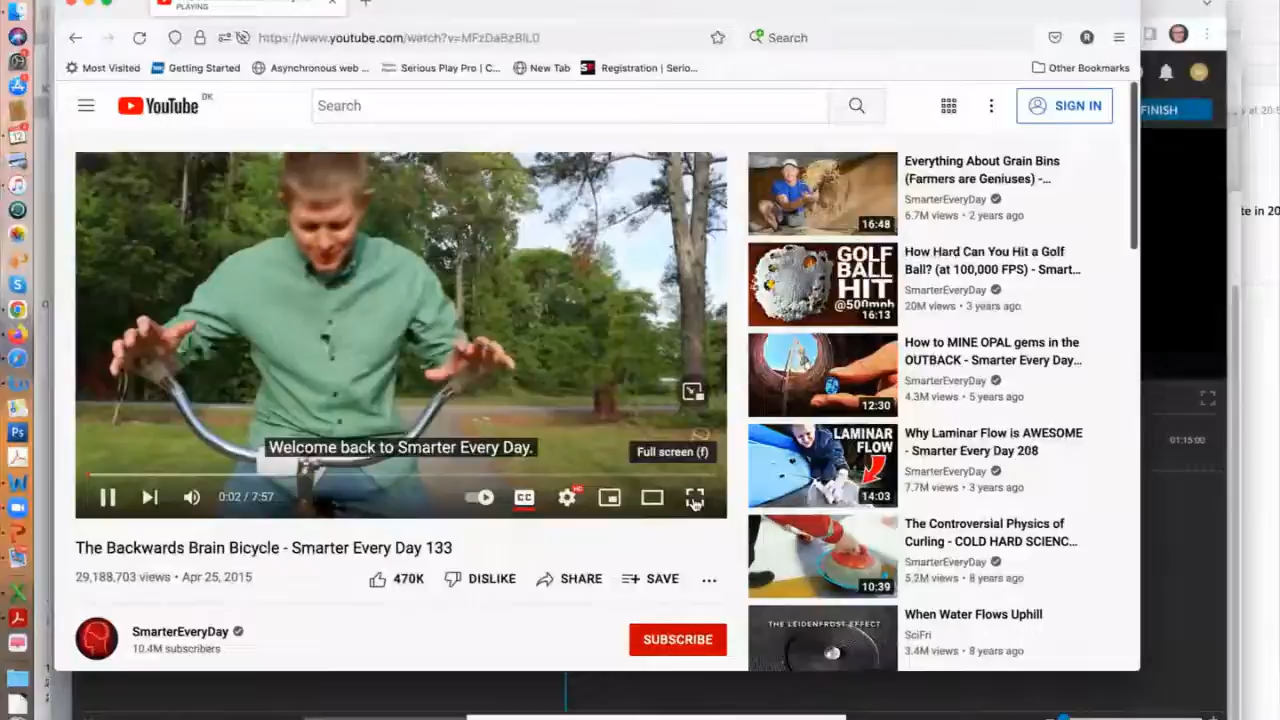 PLAYING
https://www.youtube.com/watch?v=MFzDaBzBlL0
Search
Most Visited
Getting Started
Asynchronous web ...
Serious Play Pro | C...
New Tab
Registration | Serio...
Other Bookmarks
YouTube DK
Search
SIGN IN
FINISH
Welcome back to Smarter Every Day.
Full screen (f)
0:02 / 7:57
CC
HD
The Backwards Brain Bicycle - Smarter Every Day 133
29,188,703 views • Apr 25, 2015
470K
DISLIKE
SHARE
SAVE
SmarterEveryDay
10.4M subscribers
SUBSCRIBE
16:48
Everything About Grain Bins
(Farmers are Geniuses) -...
SmarterEveryDay
6.7M views • 2 years ago
GOLF
BALL
HIT
@500mph
16:13
How Hard Can You Hit a Golf
Ball? (at 100,000 FPS) - Smart...
SmarterEveryDay
20M views • 3 years ago
12:30
How to MINE OPAL gems in the
OUTBACK - Smarter Every Day...
SmarterEveryDay
4.3M views • 5 years ago
LAMINAR
FLOW
14:03
Why Laminar Flow is AWESOME
- Smarter Every Day 208
SmarterEveryDay
7.7M views • 3 years ago
10:39
The Controversial Physics of
Curling - COLD HARD SCIENC...
SmarterEveryDay
5.2M views • 8 years ago
THE LEIDENFROST EFFECT
When Water Flows Uphill
SciFri
3.4M views • 8 years ago
01:15:00
Ps